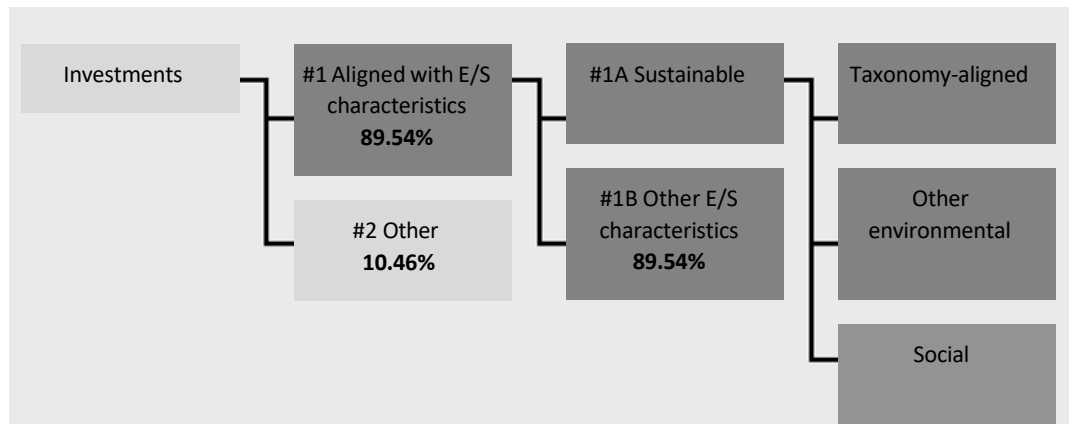 Investments
#1 Aligned with E/S
characteristics
89.54%
#2 Other
10.46%
#1A Sustainable
#1B Other E/S
characteristics
89.54%
Taxonomy-aligned
Other
environmental
Social